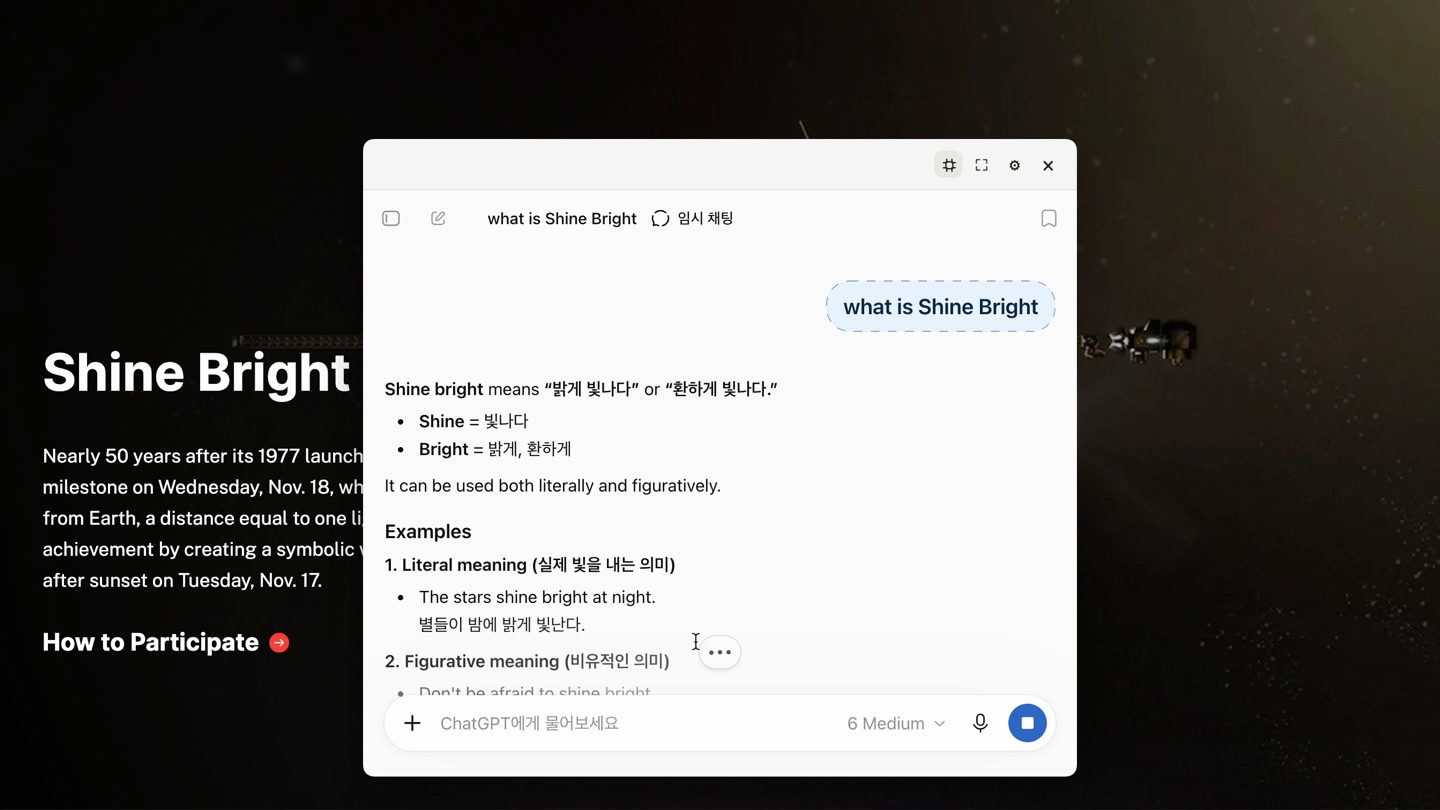 what is Shine Bright 임시 채팅
what is Shine Bright
Shine bright means “밝게 빛나다” or “환하게 빛나다.”
• Shine = 빛나다
• Bright = 밝게, 환하게
It can be used both literally and figuratively.
Examples
1. Literal meaning (실제 빛을 내는 의미)
• The stars shine bright at night.
별들이 밤에 밝게 빛난다.
2. Figurative meaning (비유적인 의미)
• Don't be afraid to shine bright
ChatGPT에게 물어보세요 6 Medium
Shine Bright
Nearly 50 years after its 1977 launch
milestone on Wednesday, Nov. 18, wh
from Earth, a distance equal to one li
achievement by creating a symbolic
after sunset on Tuesday, Nov. 17.
How to Participate